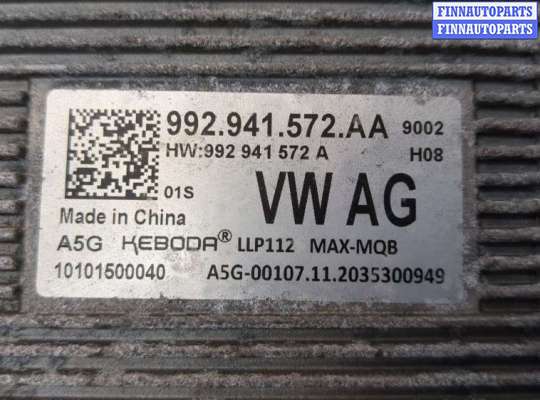 FINNAUTOPARTS
FINNAUTOPARTS
992.941.572.AA 9002
HW:992 941 572 A H08
01S VW AG
Made in China
A5G KEBODA® LLP112 MAX-MQB
10101500040 A5G-00107.11.2035300949